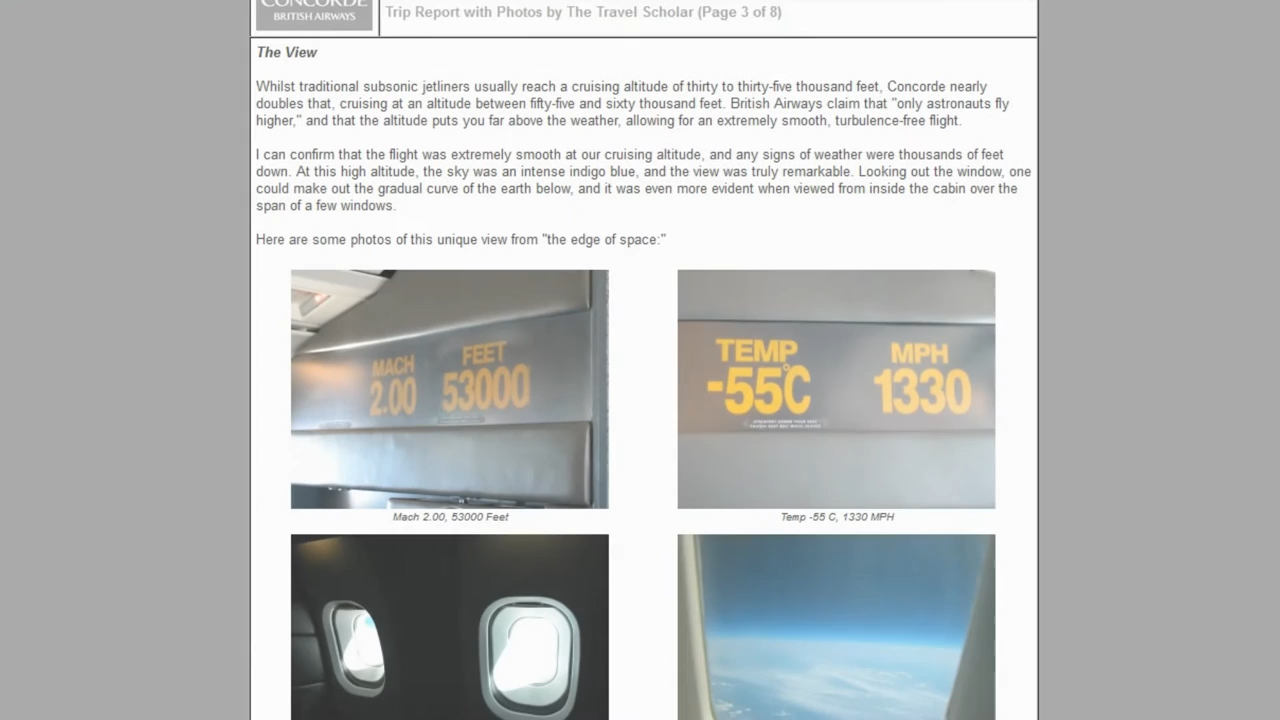 CONCORDE
BRITISH AIRWAYS
Trip Report with Photos by The Travel Scholar (Page 3 of 8)
The View
Whilst traditional subsonic jetliners usually reach a cruising altitude of thirty to thirty-five thousand feet, Concorde nearly
doubles that, cruising at an altitude between fifty-five and sixty thousand feet. British Airways claim that "only astronauts fly
higher," and that the altitude puts you far above the weather, allowing for an extremely smooth, turbulence-free flight.
I can confirm that the flight was extremely smooth at our cruising altitude, and any signs of weather were thousands of feet
down. At this high altitude, the sky was an intense indigo blue, and the view was truly remarkable. Looking out the window, one
could make out the gradual curve of the earth below, and it was even more evident when viewed from inside the cabin over the
span of a few windows.
Here are some photos of this unique view from "the edge of space:"
MACH FEET
2.00 53000
TEMP MPH
-55°C 1330
Mach 2.00, 53000 Feet
Temp -55 C, 1330 MPH